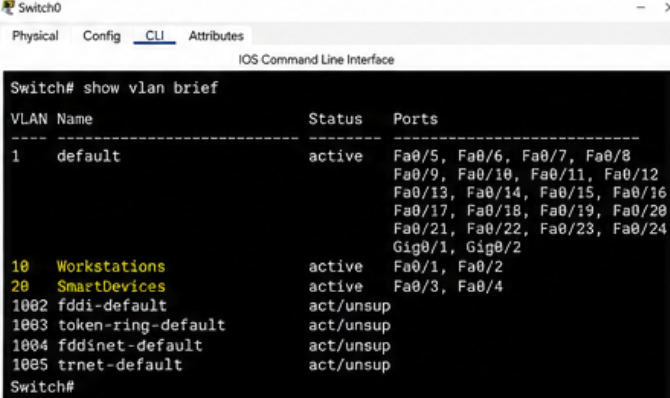 Switch0
Physical Config CLI Attributes
IOS Command Line Interface
Switch# show vlan brief
VLAN Name Status Ports
---- -------------------------------- --------- -------------------------------
1 default active Fa0/5, Fa0/6, Fa0/7, Fa0/8
Fa0/9, Fa0/10, Fa0/11, Fa0/12
Fa0/13, Fa0/14, Fa0/15, Fa0/16
Fa0/17, Fa0/18, Fa0/19, Fa0/20
Fa0/21, Fa0/22, Fa0/23, Fa0/24
Gig0/1, Gig0/2
10 Workstations active Fa0/1, Fa0/2
20 SmartDevices active Fa0/3, Fa0/4
1002 fddi-default act/unsup
1003 token-ring-default act/unsup
1004 fddinet-default act/unsup
1005 trnet-default act/unsup
Switch#